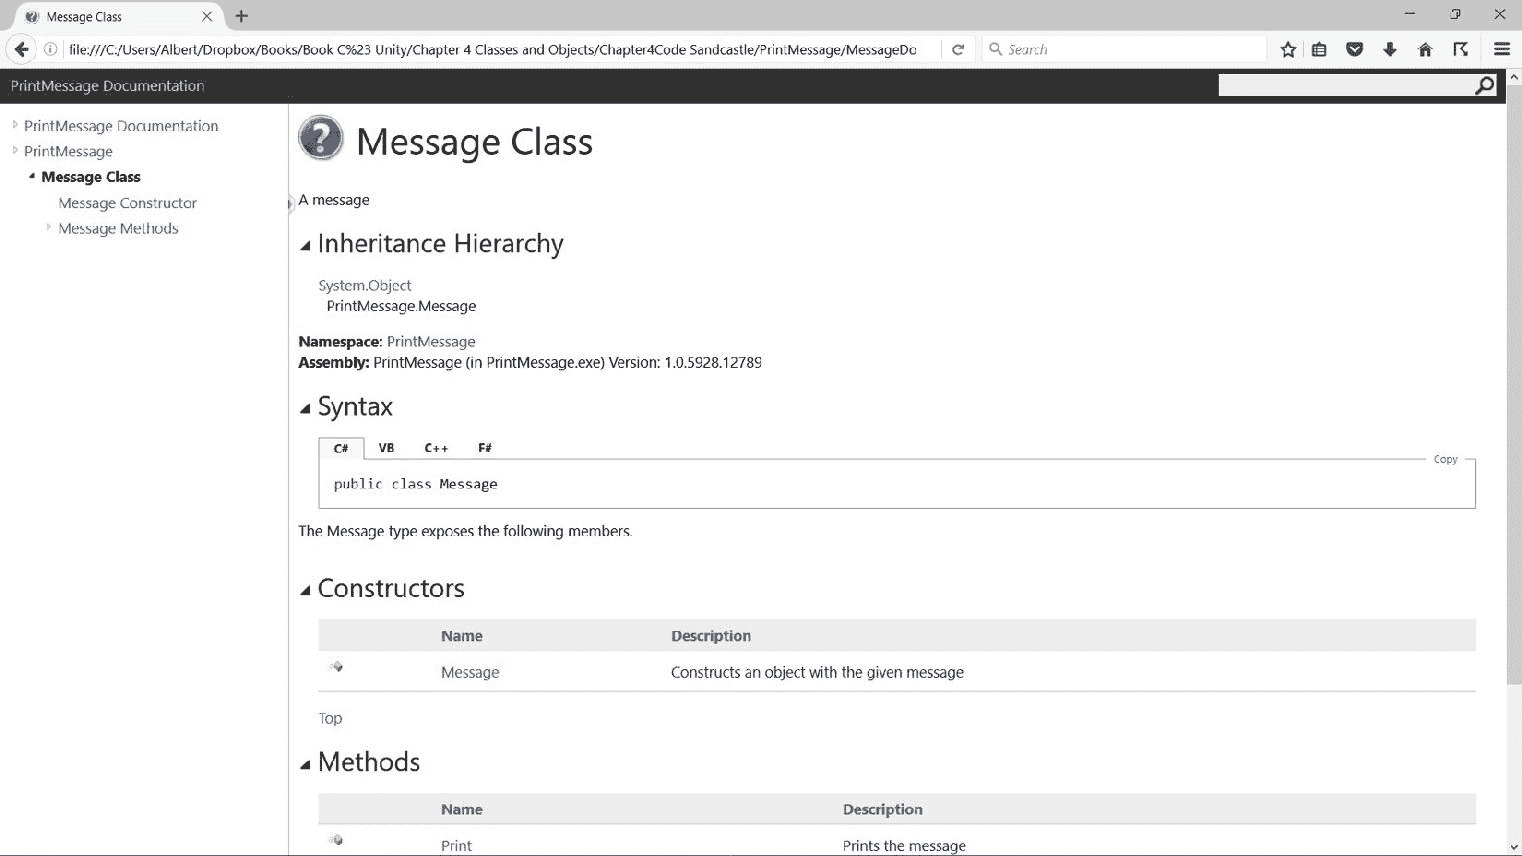 Message Class
file:///C:/Users/Albert/Dropbox/Books/Book C%23 Unity/Chapter 4 Classes and Objects/Chapter4Code Sandcastle/PrintMessage/MessageDo
Search
PrintMessage Documentation
PrintMessage Documentation
PrintMessage
Message Class
Message Constructor
Message Methods
Message Class
A message
Inheritance Hierarchy
System.Object
PrintMessage.Message
Namespace: PrintMessage
Assembly: PrintMessage (in PrintMessage.exe) Version: 1.0.5928.12789
Syntax
C# VB C++ F#
Copy
public class Message
The Message type exposes the following members.
Constructors
Name Description
Message Constructs an object with the given message
Top
Methods
Name Description
Print Prints the message